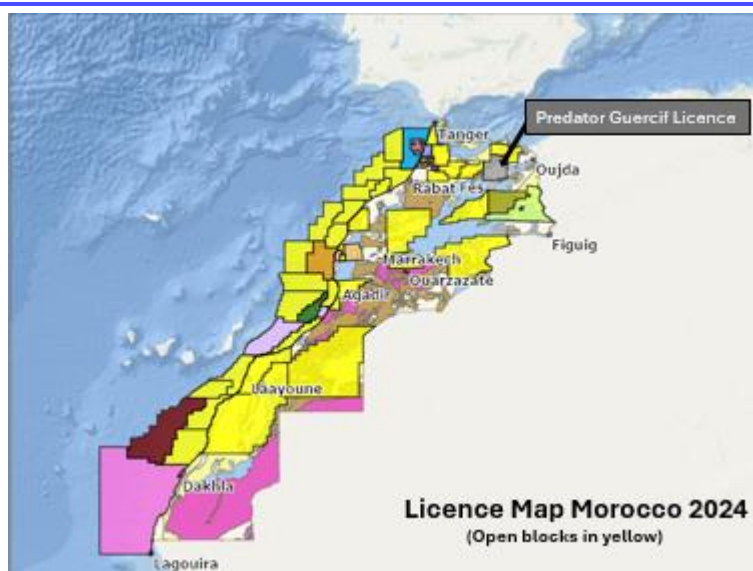 Predator Guercif Licence
Tanger
Oujda
Rabat Fes
Figuig
Marrakech
Ouarzazate
Agadir
Laayoune
Dakhla
Licence Map Morocco 2024
(Open blocks in yellow)
Lagouira